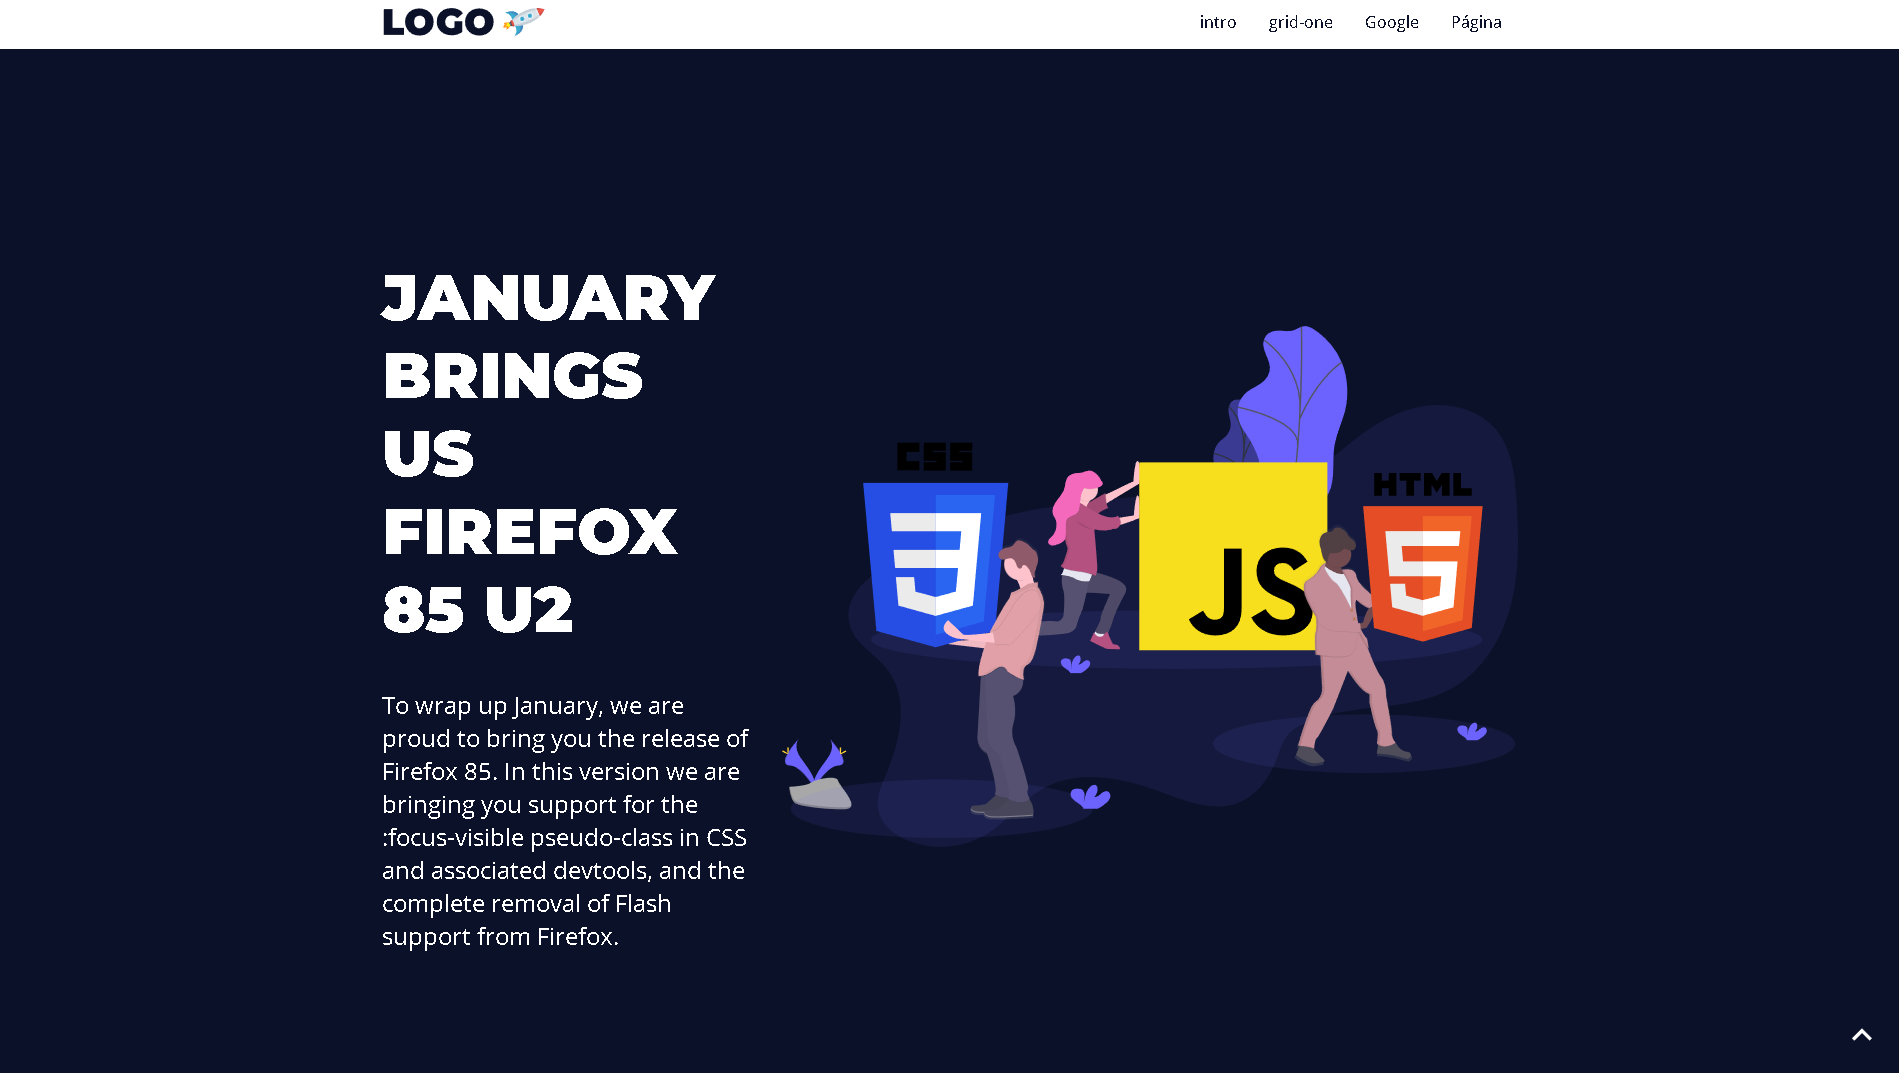 LOGO
intro grid-one Google Página
JANUARY
BRINGS
US
FIREFOX
85 U2
To wrap up January, we are
proud to bring you the release of
Firefox 85. In this version we are
bringing you support for the
:focus-visible pseudo-class in CSS
and associated devtools, and the
complete removal of Flash
support from Firefox.
CSS
3
JS
HTML
5